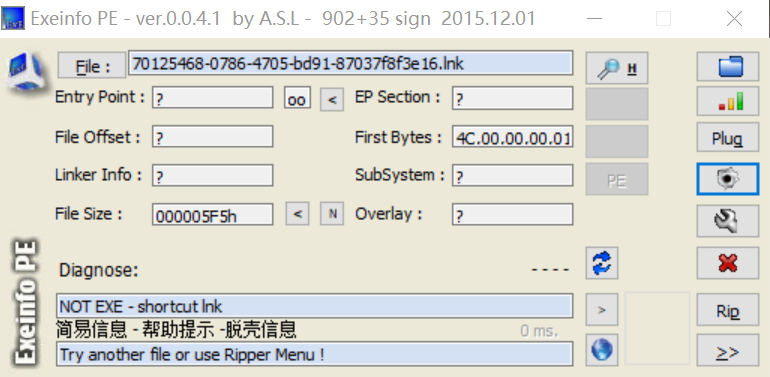 Exeinfo PE - ver.0.0.4.1 by A.S.L - 902+35 sign 2015.12.01
File : 70125468-0786-4705-bd91-87037f8f3e16.lnk H
Entry Point : ? oo < EP Section : ?
File Offset : ? First Bytes : 4C.00.00.00.01 Plug
Linker Info : ? SubSystem : ? PE
File Size : 000005F5h < N Overlay : ?
Diagnose: ----
NOT EXE - shortcut lnk > Rip
简易信息 - 帮助提示 -脱壳信息 0 ms.
Try another file or use Ripper Menu ! >>
Exeinfo PE